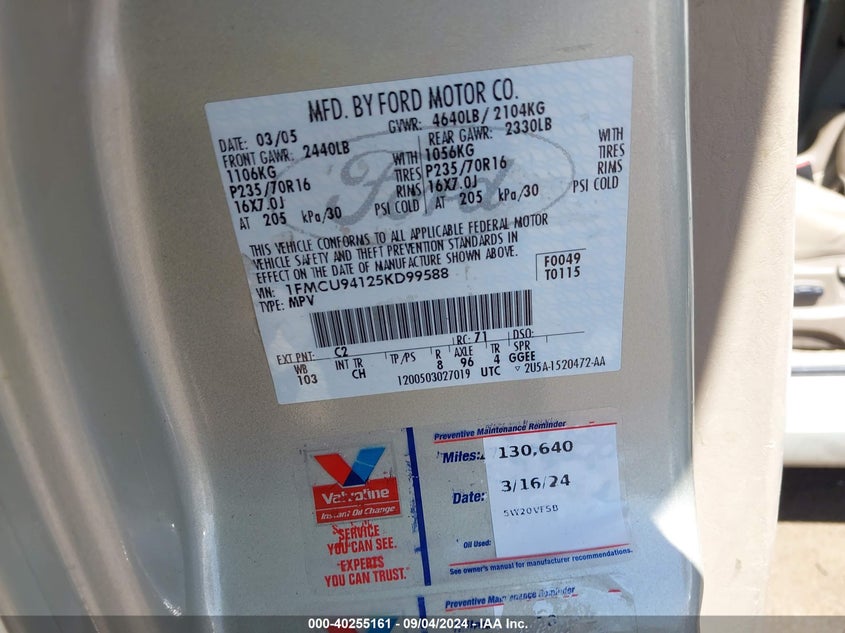 MFD. BY FORD MOTOR CO.
DATE: 03/05 GVWR: 4640LB / 2104KG
FRONT GAWR: 2440LB REAR GAWR: 2330LB
1106KG WITH 1056KG WITH
P235/70R16 TIRES P235/70R16 TIRES
16X7.0J RIMS 16X7.0J RIMS
AT 205 kPa/30 PSI COLD AT 205 kPa/30 PSI COLD
Ford
THIS VEHICLE CONFORMS TO ALL APPLICABLE FEDERAL MOTOR
VEHICLE SAFETY AND THEFT PREVENTION STANDARDS IN
EFFECT ON THE DATE OF MANUFACTURE SHOWN ABOVE.
VIN: 1FMCU94125KD99588 F0049
TYPE: MPV T0115
EXT PNT: C2 RC: 71 DSO:
WB INT TR TP/PS R AXLE TR SPR
103 CH 8 96 4 GGEE
1200503027019 UTC ▽ 2U5A-1520472-AA
Valvoline
Instant Oil Change
SERVICE
YOU CAN SEE.
EXPERTS
YOU CAN TRUST.
Preventive Maintenance Reminder
Miles: 130,640
Date: 3/16/24
5W20VFSB
Oil Used:
See owner's manual for manufacturer recommendations.
Preventive Maintenance Reminder
000-40255161 - 09/04/2024 - IAA Inc.